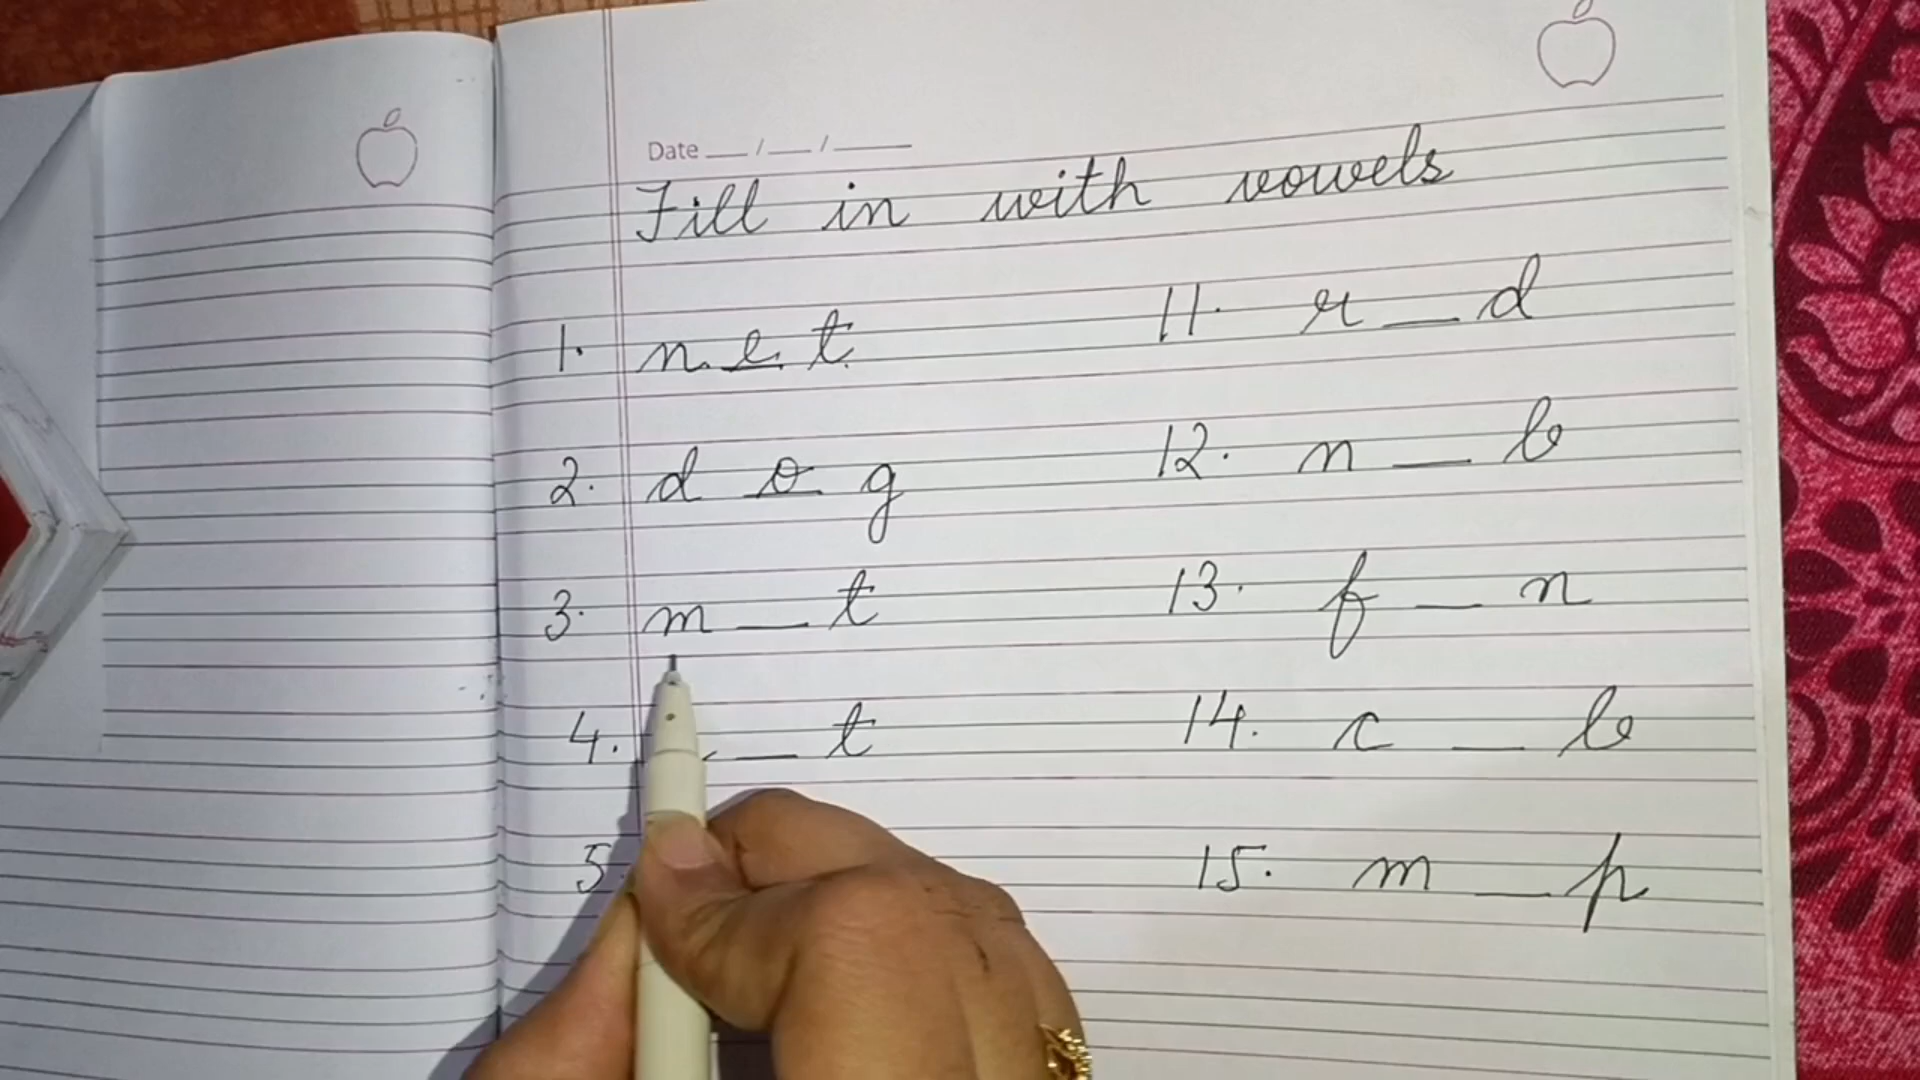 Date __ / __ / ____
Fill in with vowels
1. n e t
2. d o g
3. m _ t
4. _ t
5.
11. r _ d
12. n _ b
13. f _ n
14. c _ b
15. m _ p